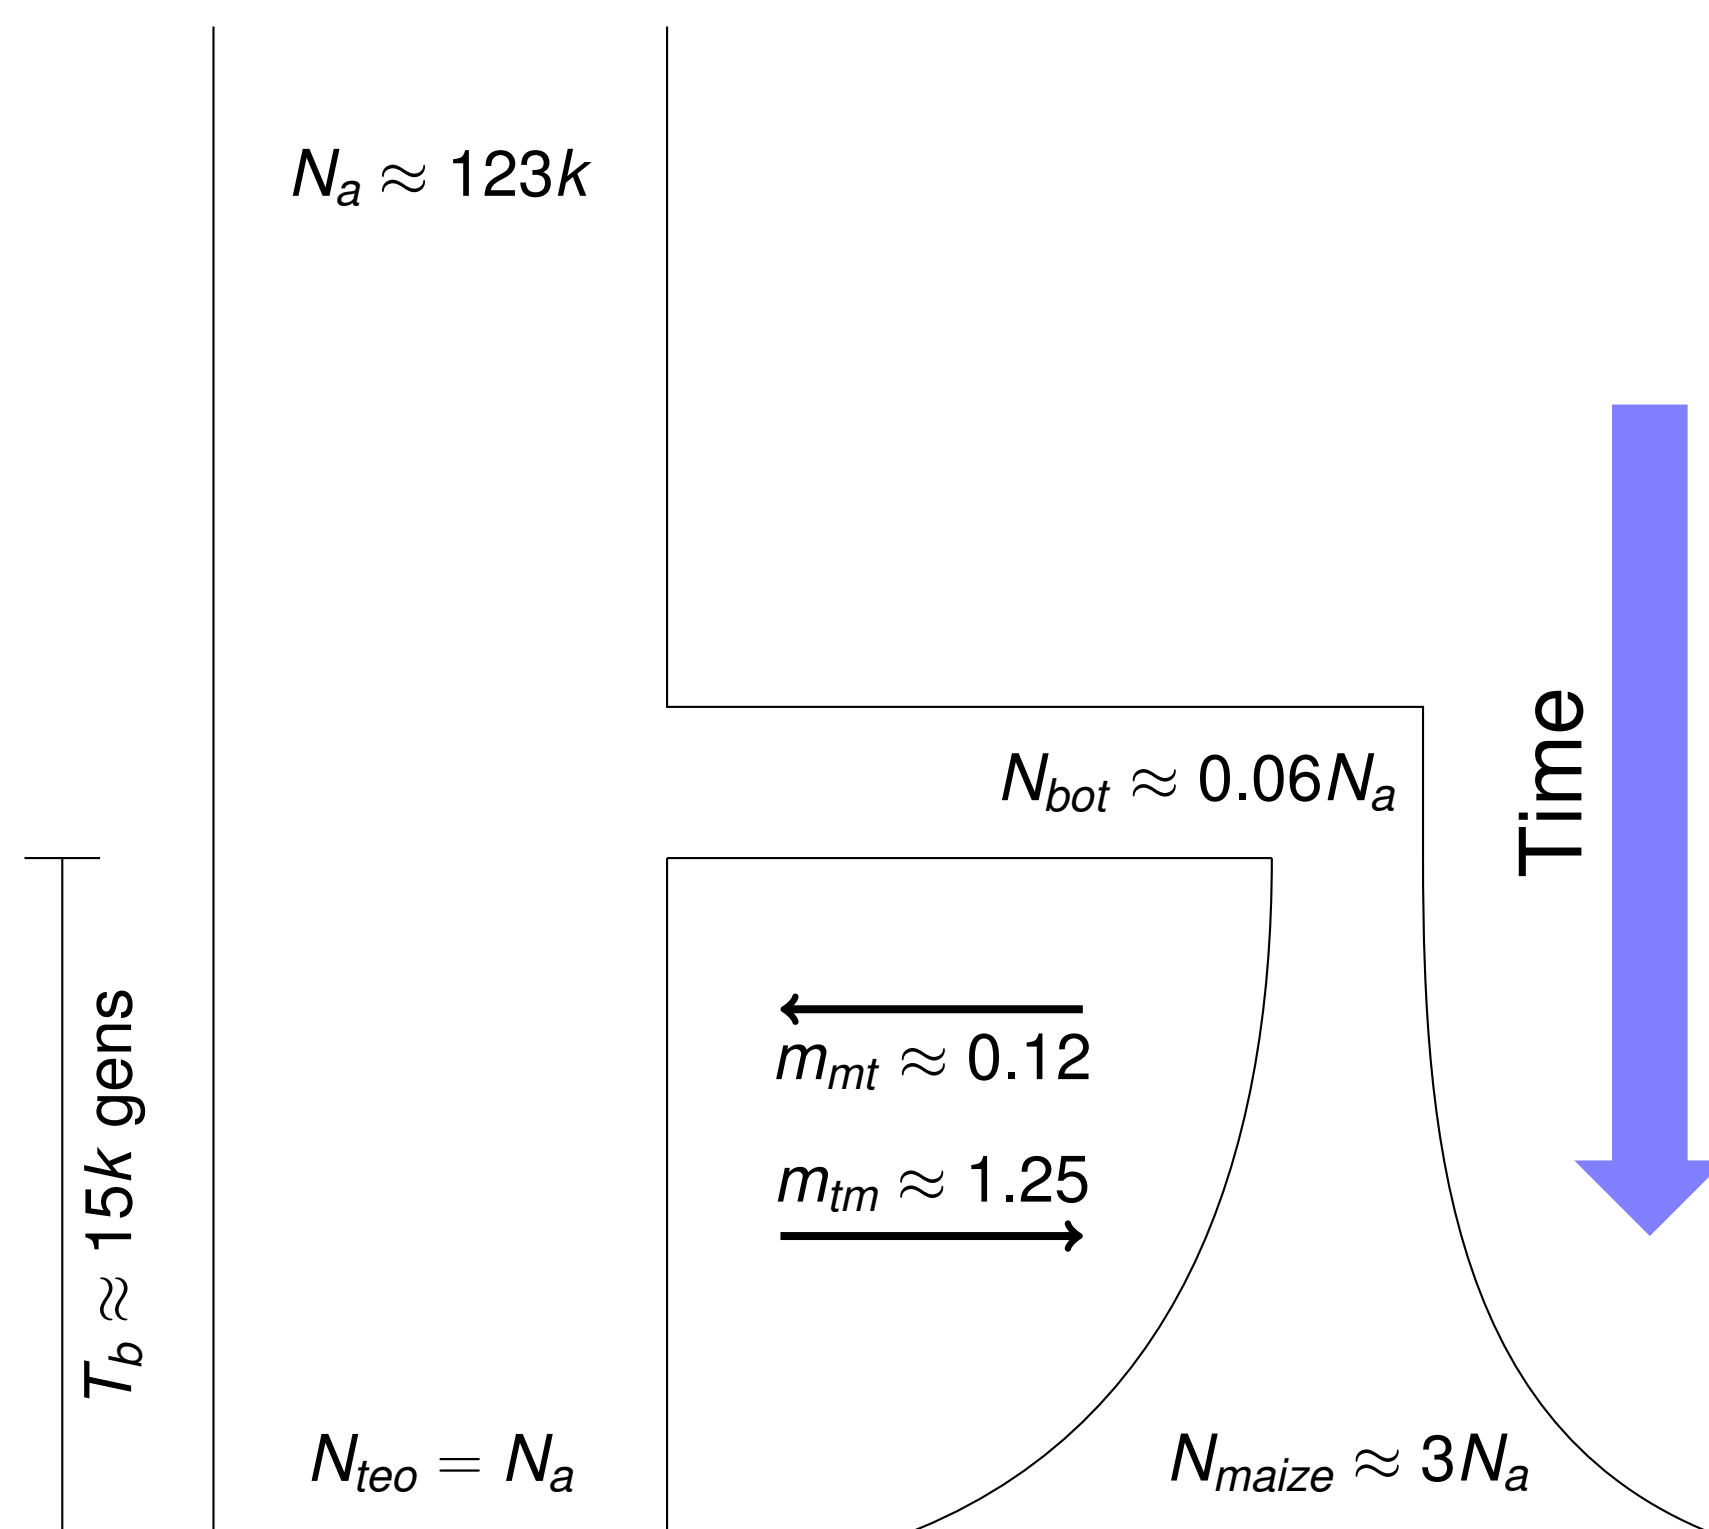 Nₐ ≈ 123k
N_bot ≈ 0.06Nₐ
Time
m_mt ≈ 0.12
m_tm ≈ 1.25
T_b ≈ 15k gens
N_teo = Nₐ
N_maize ≈ 3Nₐ